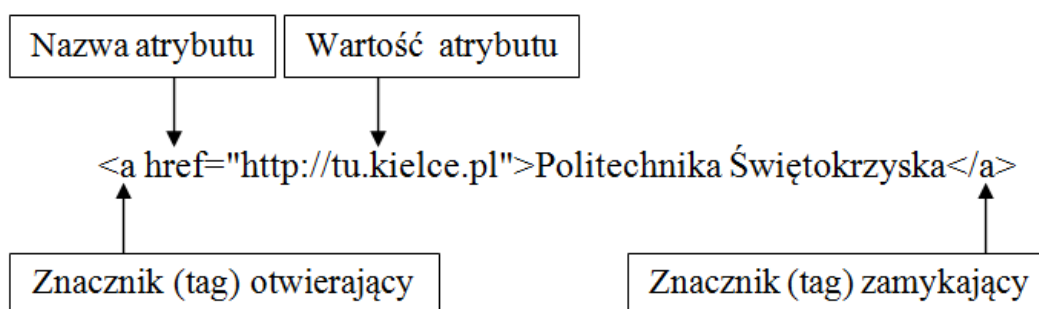 Nazwa atrybutu
Wartość atrybutu
<a href="http://tu.kielce.pl">Politechnika Świętokrzyska</a>
Znacznik (tag) otwierający
Znacznik (tag) zamykający